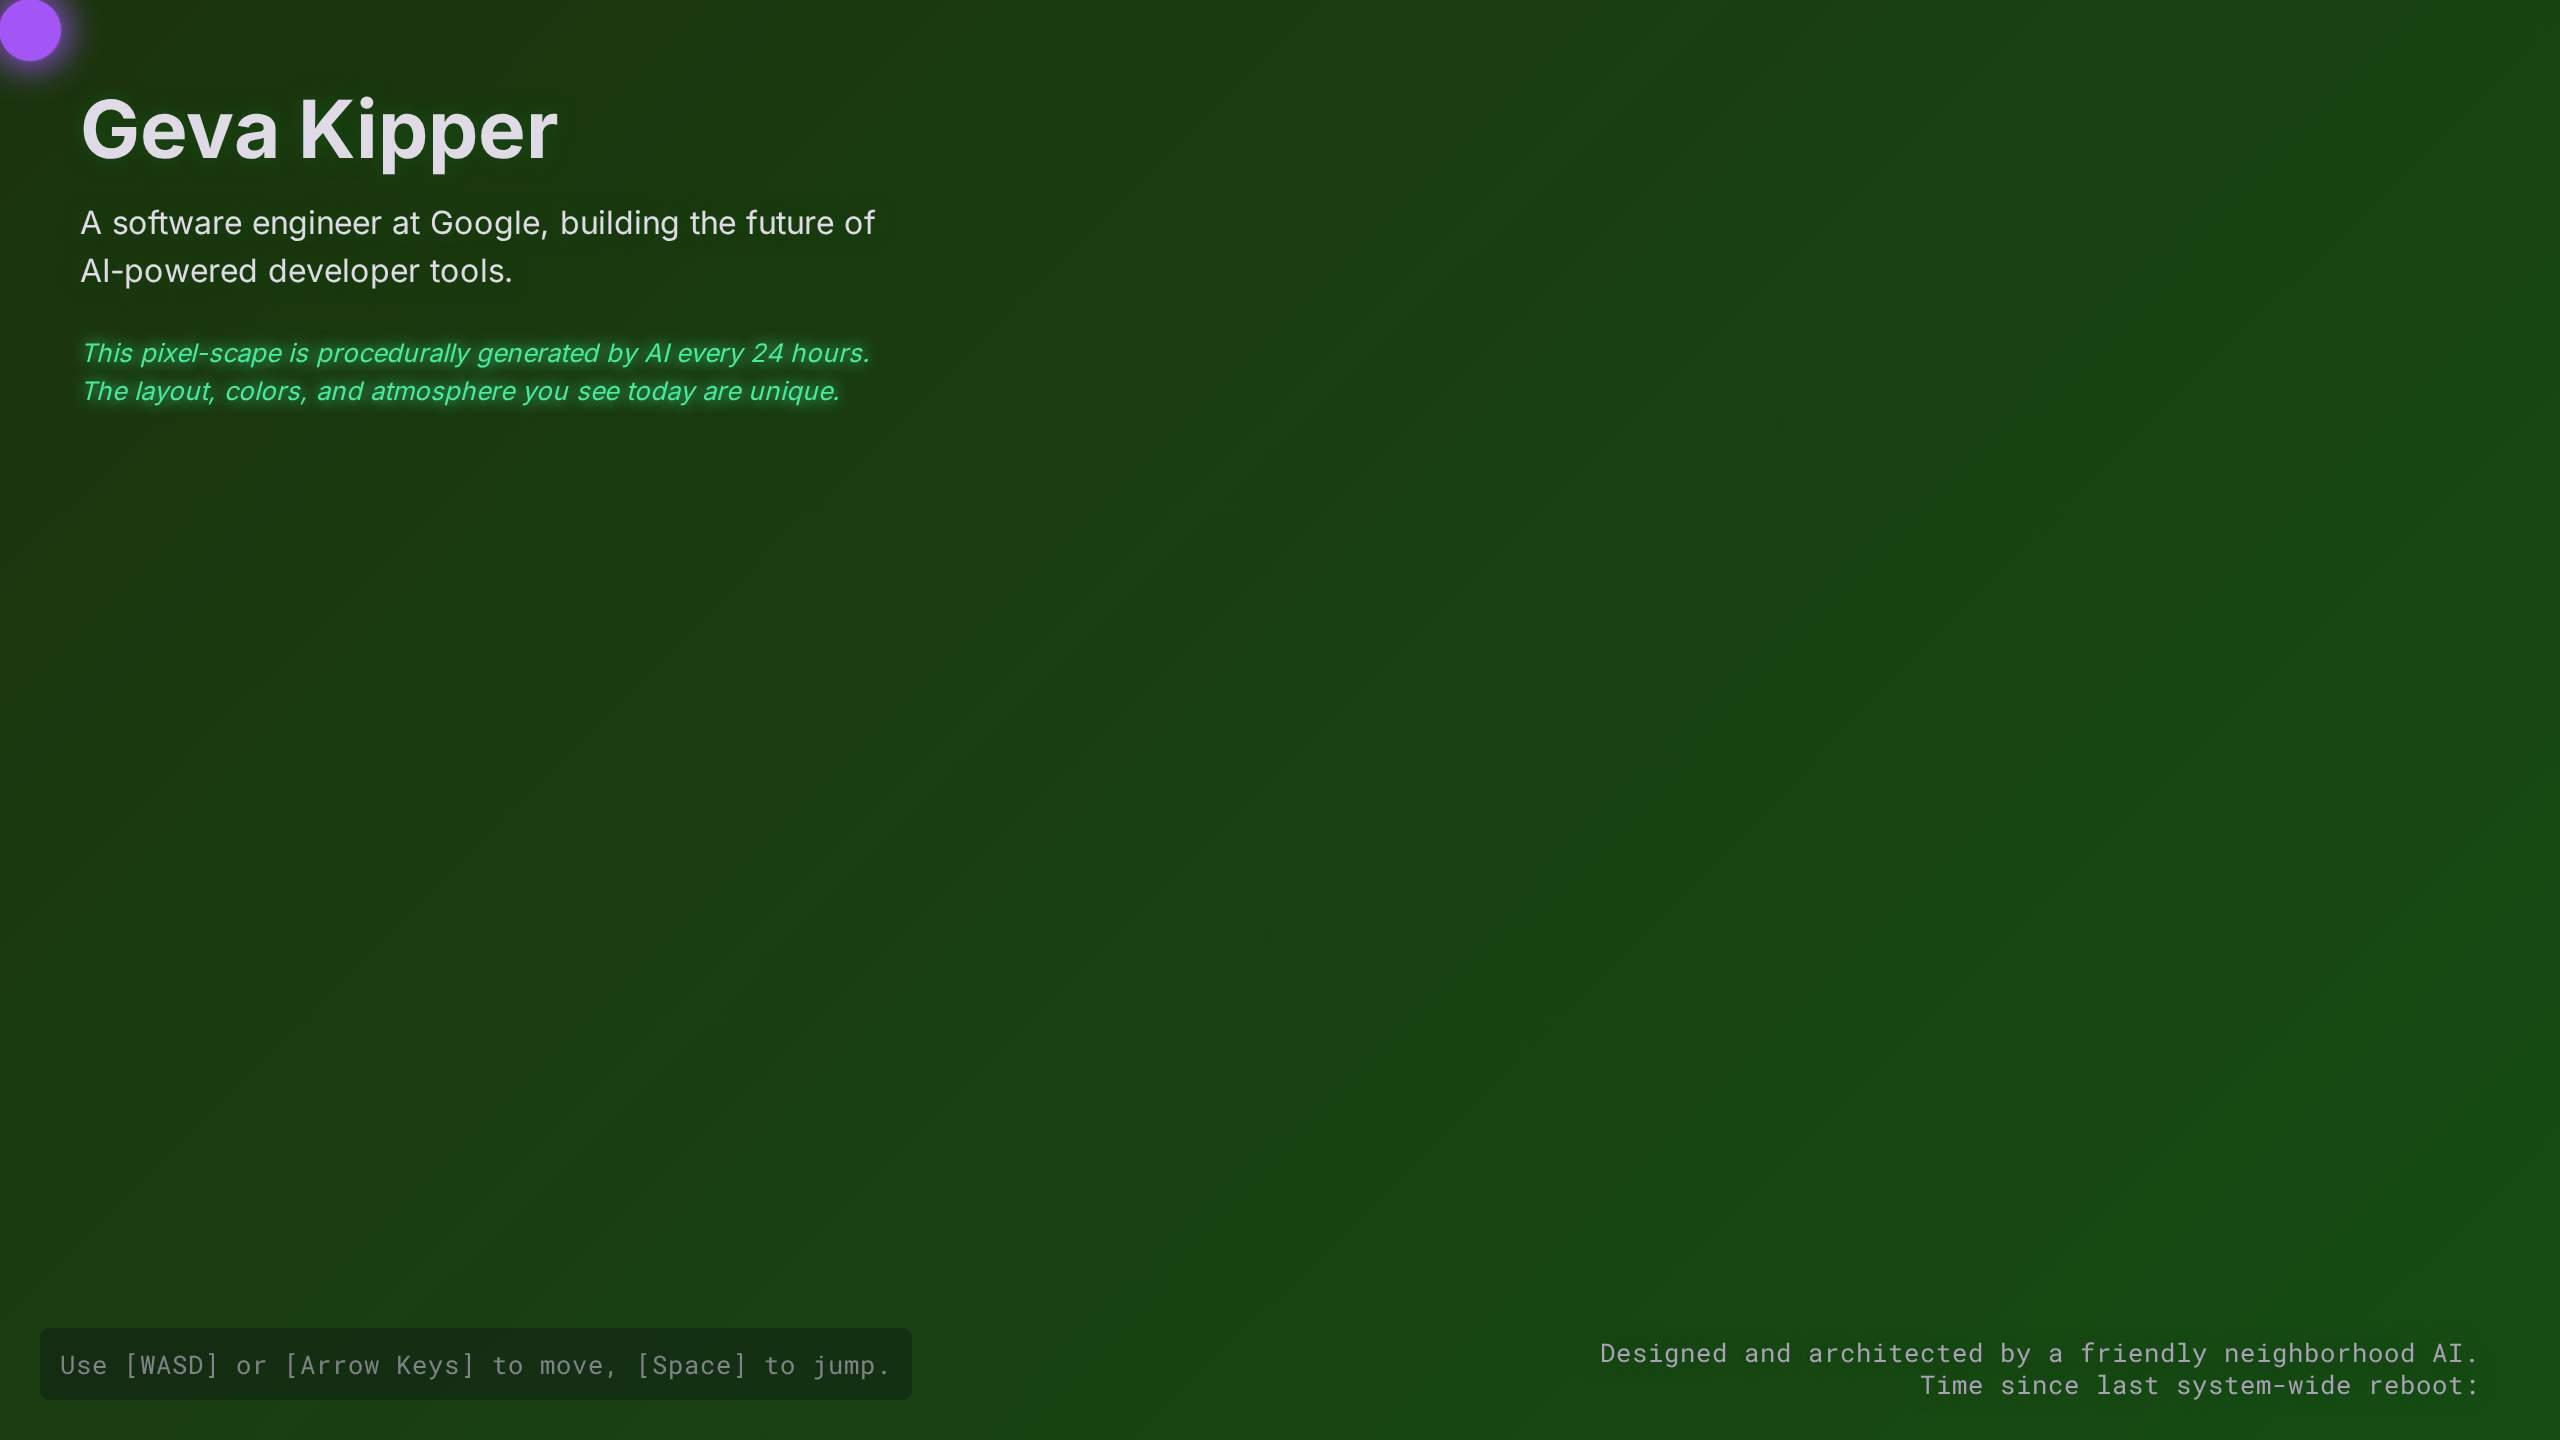 Geva Kipper
A software engineer at Google, building the future of
AI-powered developer tools.
This pixel-scape is procedurally generated by AI every 24 hours.
The layout, colors, and atmosphere you see today are unique.
Use [WASD] or [Arrow Keys] to move, [Space] to jump.
Designed and architected by a friendly neighborhood AI.
Time since last system-wide reboot: